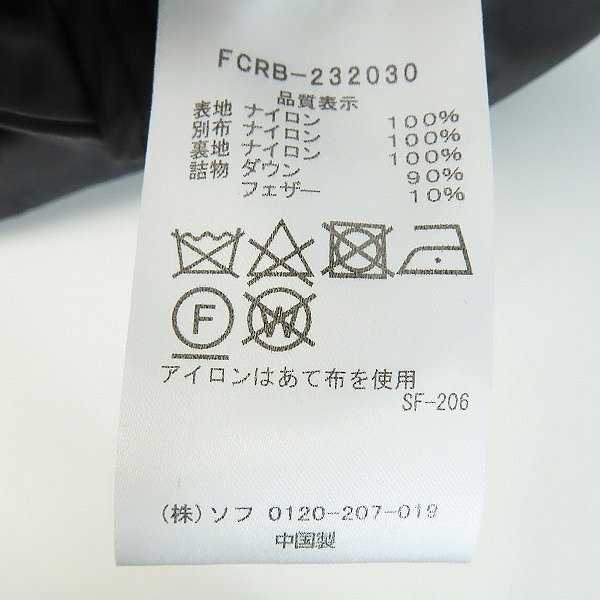 FCRB-232030
品質表示
表地 ナイロン 100%
別布 ナイロン 100%
裏地 ナイロン 100%
詰物 ダウン 90%
フェザー 10%
F W
アイロンはあて布を使用
SF-206
(株)ソフ 0120-207-019
中国製